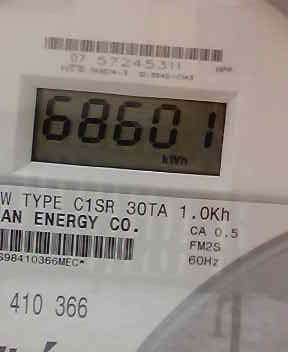 07 57245311
68601
kWh
W TYPE C1SR 30TA 1.0Kh
AN ENERGY CO.
CA 0.5
FM2S
60Hz
S98410366MEC*
410 366